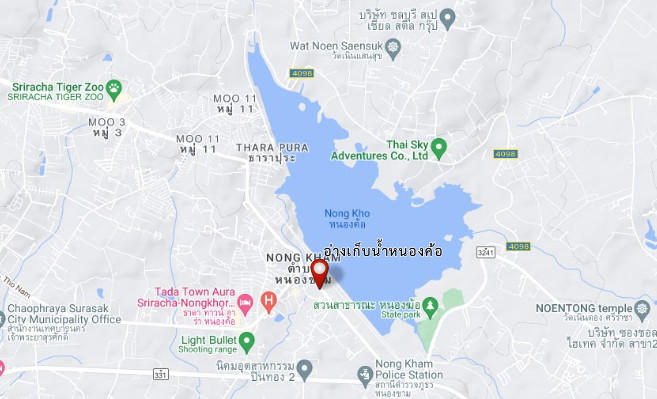 บริษัท ชลบุรี สเป
เชี่ยล สตีล กรุ๊ป
Wat Noen Saensuk
วัดเนินแสนสุข
4098
Sriracha Tiger Zoo
SRIRACHA TIGER ZOO
MOO 11
หมู่ 11
MOO 3
หมู่ 3
MOO 11
หมู่ 11
THARA PURA
ธาราปุระ
Thai Sky
Adventures Co., Ltd
4098
4098
Nong Kho
หนองค้อ
อ่างเก็บน้ำหนองค้อ
3241
NONG KHAM
หนองขาม
Tho Nam
Tada Town Aura
Sriracha-Nongkhor...
ธาดา ทาวน์ ออ
ร่า หนองค้อ
H
สวนสาธารณะ หนองฆ้อ
State park
Chaophraya Surasak
City Municipality Office
สำนักงานเทศบาลนคร
เจ้าพระยาสุรศักดิ์
NOENTONG temple
วัดเนินตอง ศรีราชา
บริษัท ซองซอล
ไฮเทค จำกัด สาขา2
Light Bullet
Shooting range
นิคมอุตสาหกรรม
ปิ่นทอง 2
Nong Kham
Police Station
สถานีตำรวจภูธร
หนองขาม
331
331